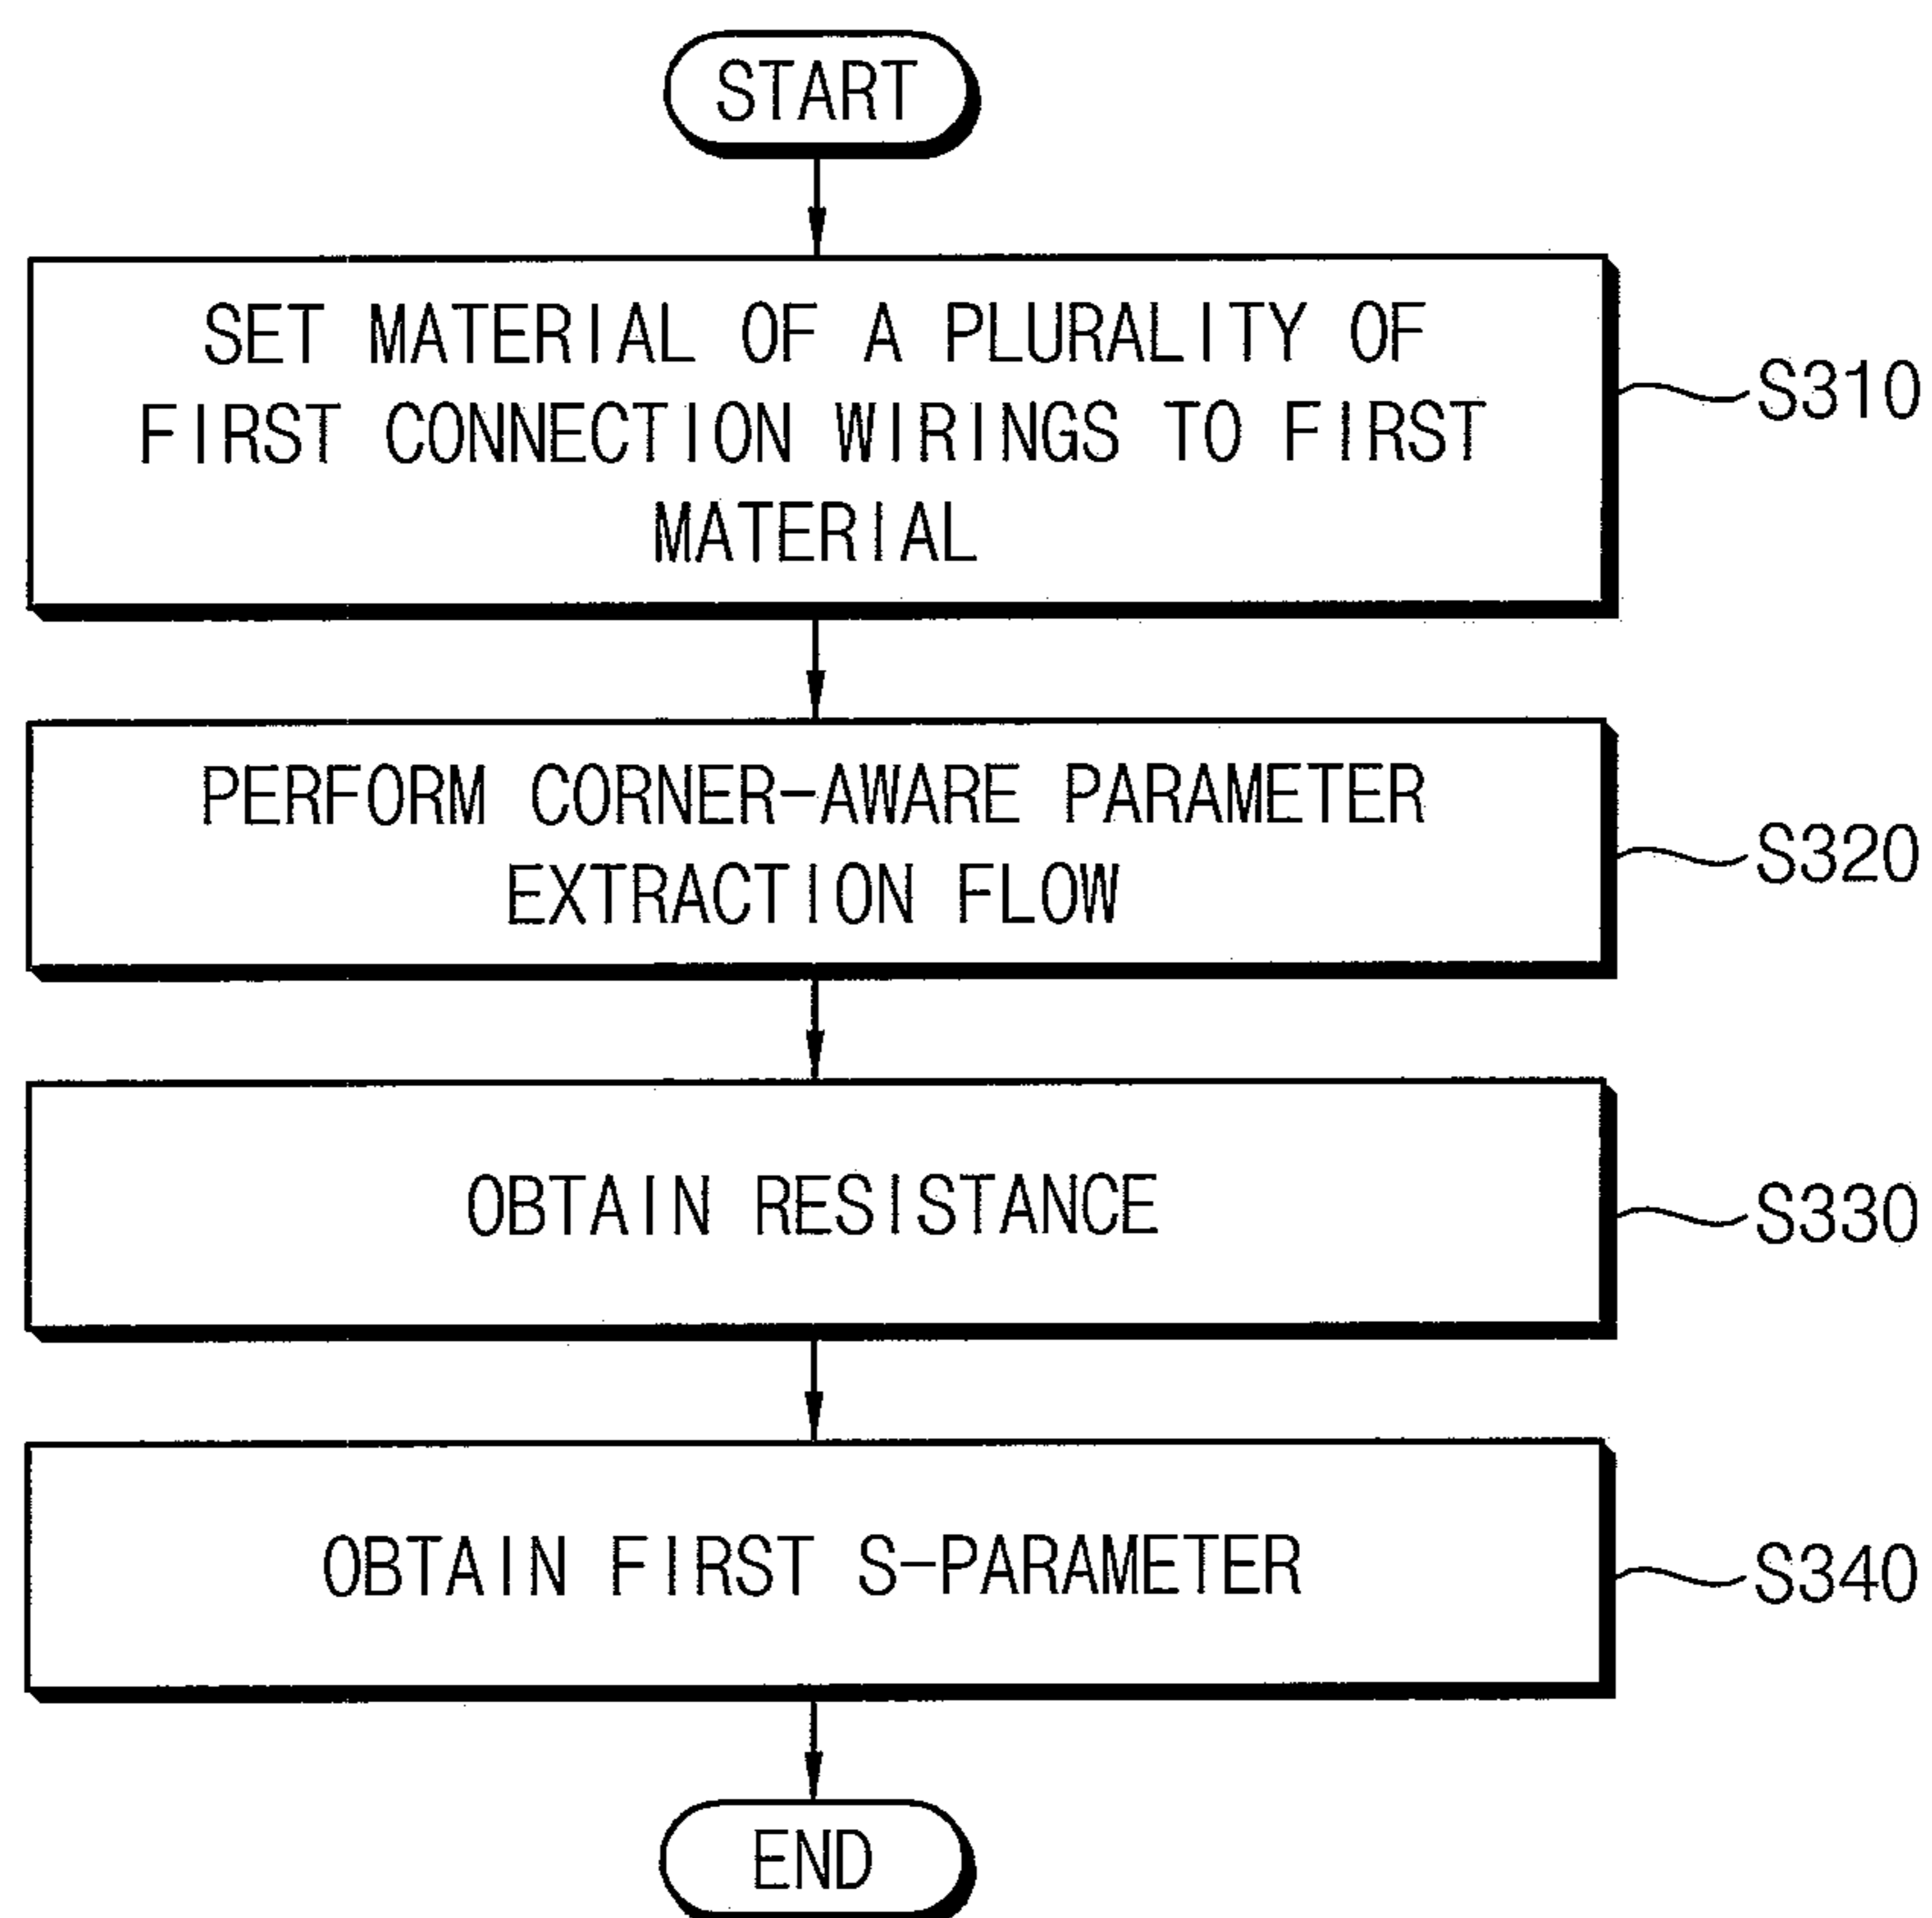 START
SET MATERIAL OF A PLURALITY OF
FIRST CONNECTION WIRINGS TO FIRST
MATERIAL
S310
PERFORM CORNER-AWARE PARAMETER
EXTRACTION FLOW
S320
OBTAIN RESISTANCE
S330
OBTAIN FIRST S-PARAMETER
S340
END